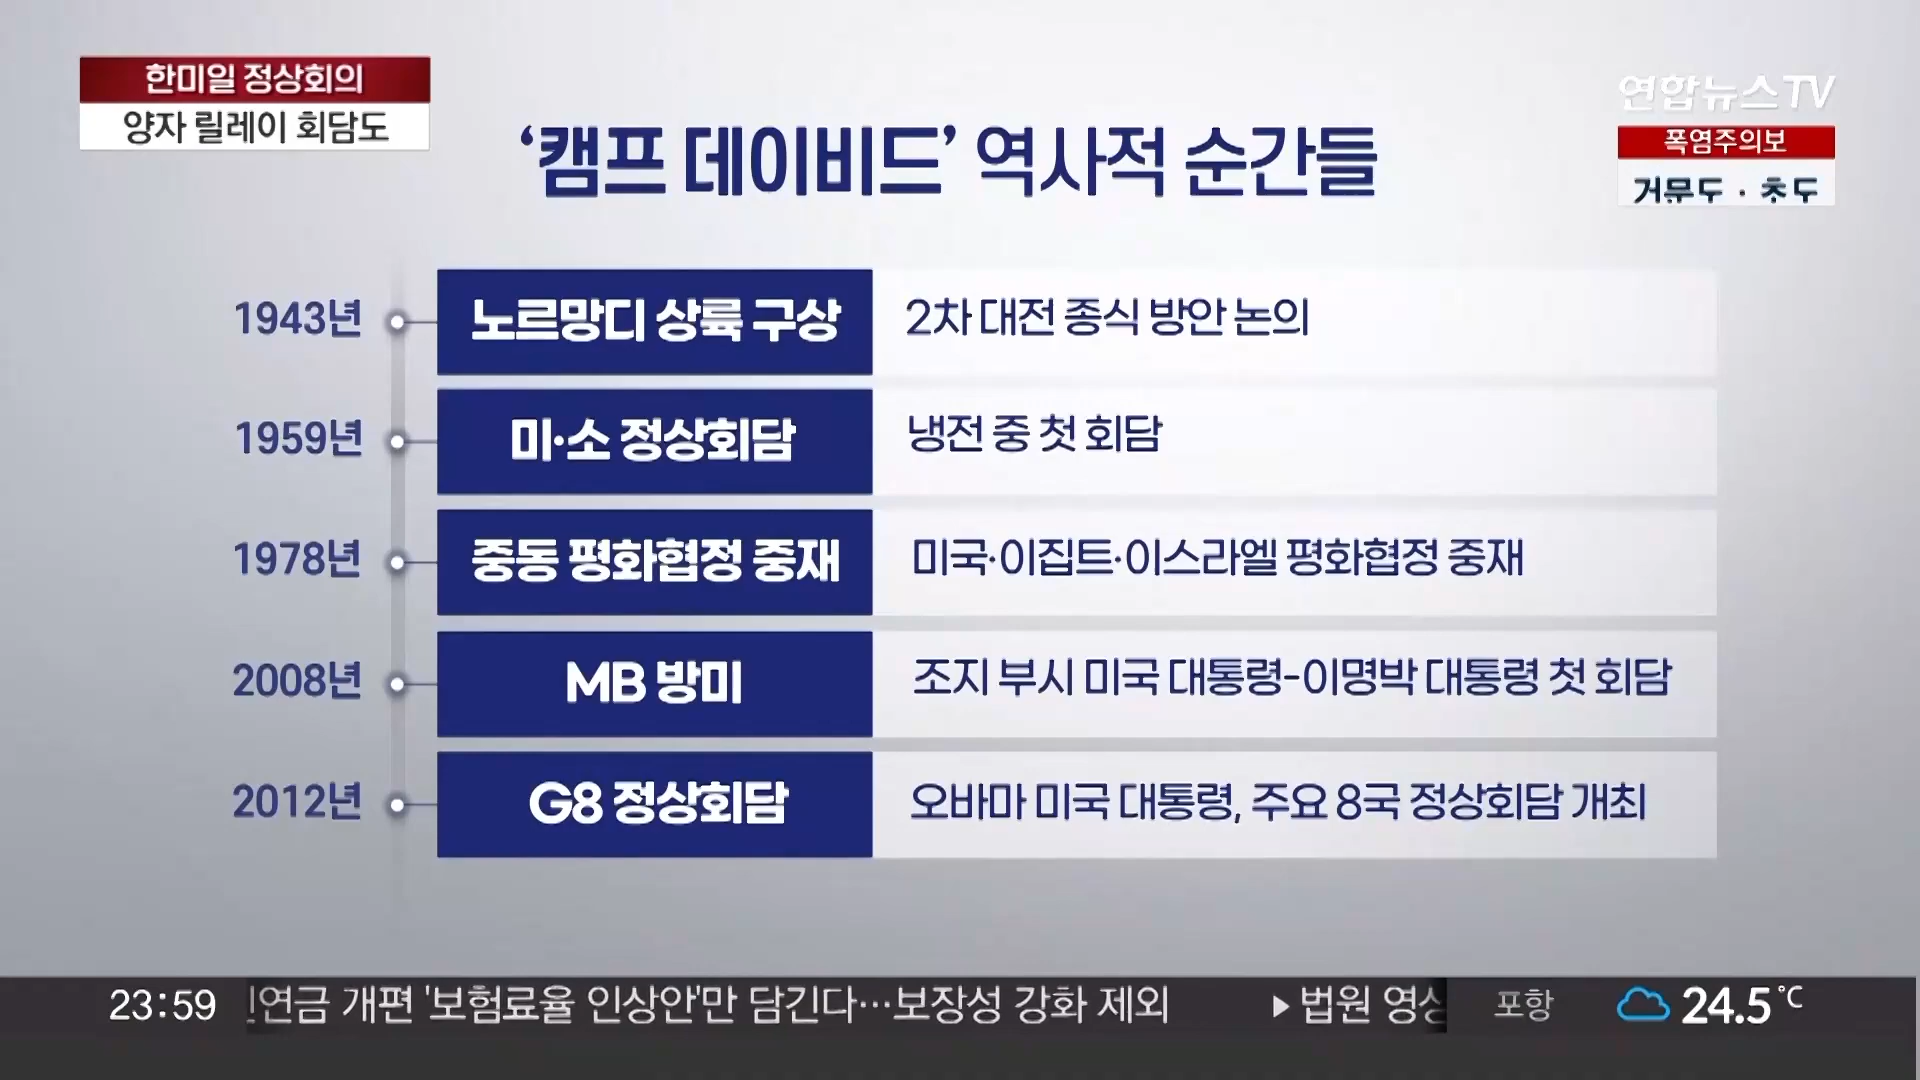 한미일 정상회의
양자 릴레이 회담도
연합뉴스TV
폭염주의보
거문도 · 초도
'캠프 데이비드' 역사적 순간들
1943년 노르망디 상륙 구상 2차 대전 종식 방안 논의
1959년 미·소 정상회담 냉전 중 첫 회담
1978년 중동 평화협정 중재 미국·이집트·이스라엘 평화협정 중재
2008년 MB 방미 조지 부시 미국 대통령-이명박 대통령 첫 회담
2012년 G8 정상회담 오바마 미국 대통령, 주요 8국 정상회담 개최
23:59 연금 개편 '보험료율 인상안'만 담긴다…보장성 강화 제외 ▶법원 포항 24.5°C